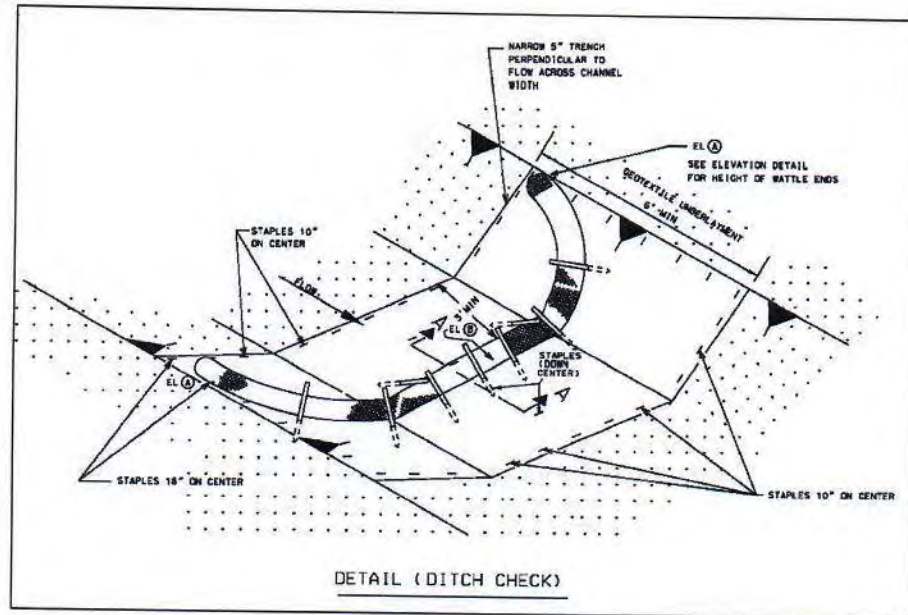 NARROW 5" TRENCH
PERPENDICULAR TO
FLOW ACROSS CHANNEL
WIDTH
EL Ⓐ
SEE ELEVATION DETAIL
FOR HEIGHT OF WATTLE ENDS
GEOTEXTILE UNDERLAYMENT
6' MIN
STAPLES 10"
ON CENTER
FLOW
3' MIN
A
EL Ⓑ
STAPLES
(DOWN
CENTER)
A
EL Ⓐ
STAPLES 18" ON CENTER
STAPLES 10" ON CENTER
DETAIL (DITCH CHECK)